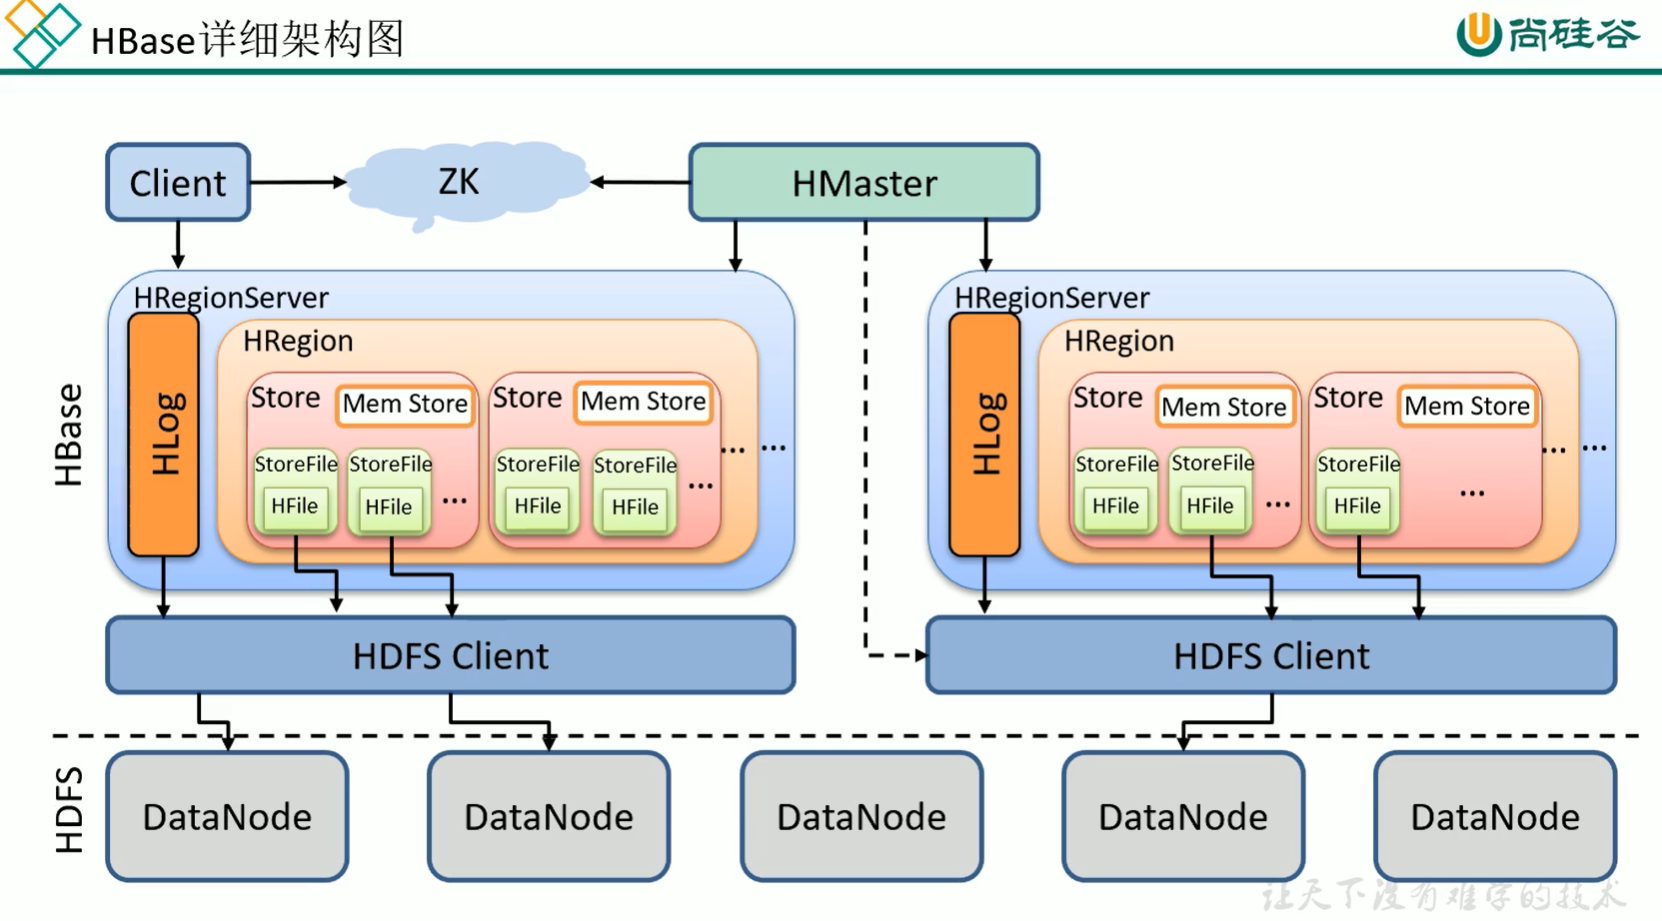 HBase详细架构图
尚硅谷
Client
ZK
HMaster
HBase
HRegionServer
HLog
HRegion
Store
Mem Store
StoreFile
HFile
StoreFile
HFile
...
Store
Mem Store
StoreFile
HFile
StoreFile
HFile
...
...
...
HRegionServer
HLog
HRegion
Store
Mem Store
StoreFile
HFile
StoreFile
HFile
...
Store
Mem Store
StoreFile
HFile
...
...
...
HDFS Client
HDFS Client
HDFS
DataNode
DataNode
DataNode
DataNode
DataNode
让天下没有难学的技术